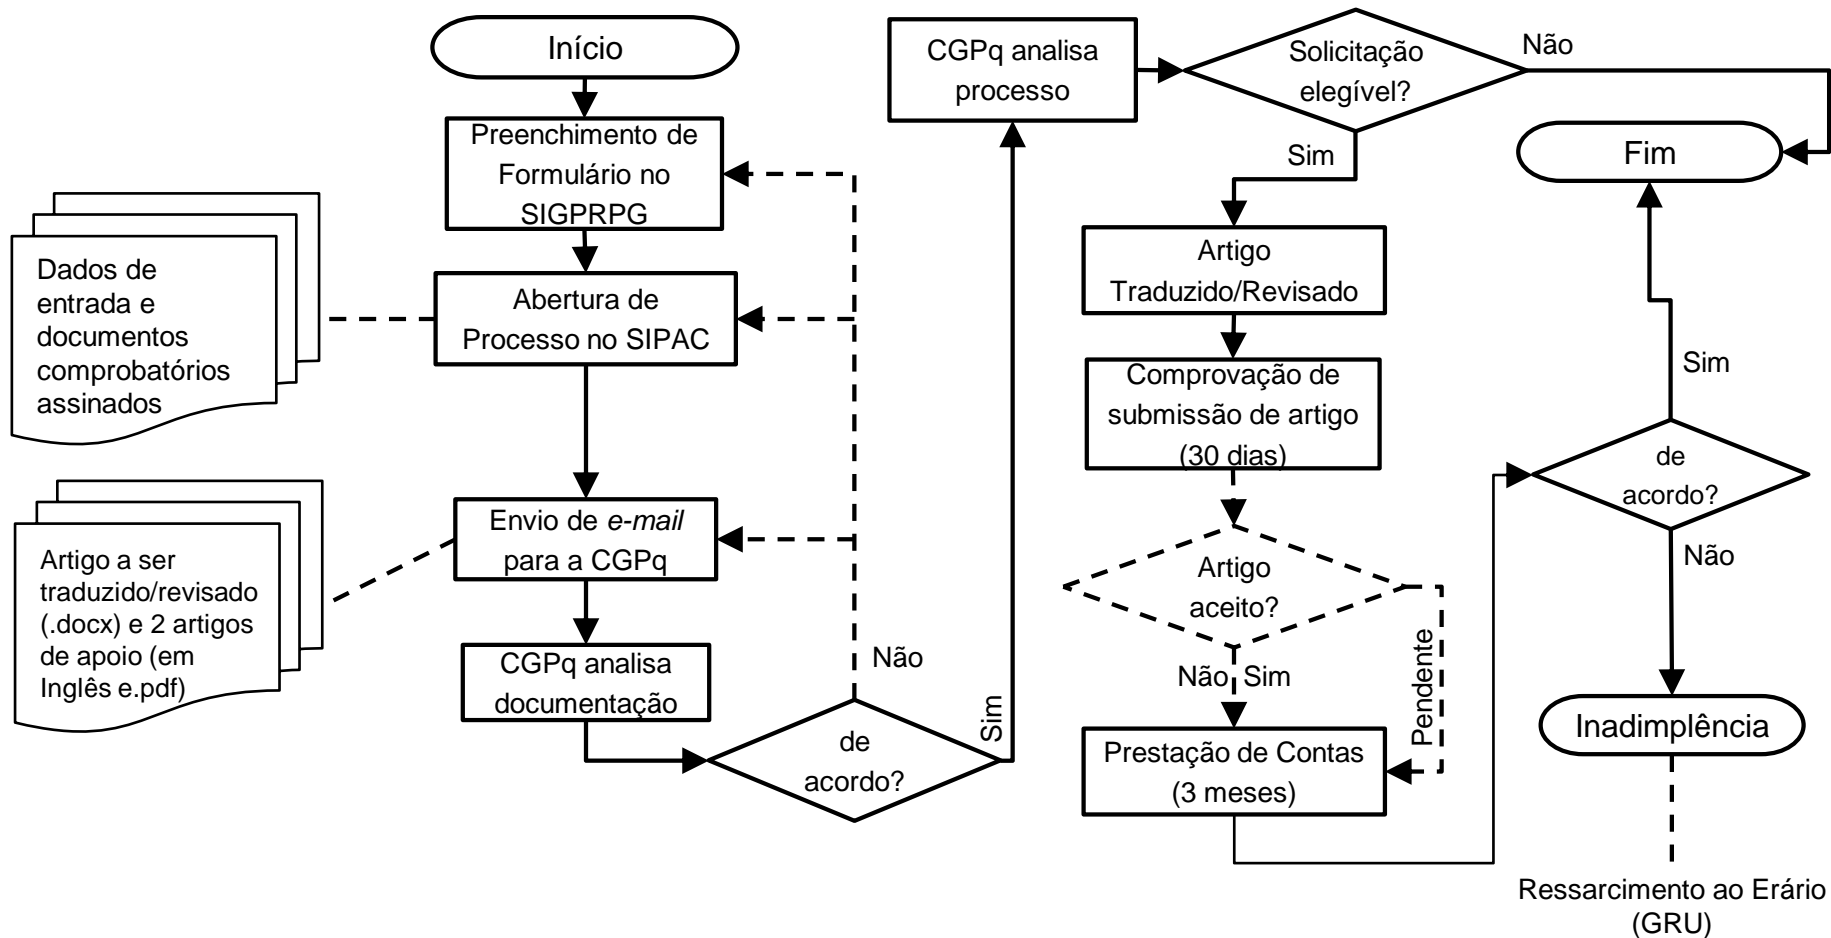 Início
Preenchimento de
Formulário no
SIGPRPG
Dados de
entrada e
documentos
comprobatórios
assinados
Abertura de
Processo no SIPAC
Artigo a ser
traduzido/revisado
(.docx) e 2 artigos
de apoio (em
Inglês e.pdf)
Envio de e-mail
para a CGPq
CGPq analisa
documentação
de
acordo?
Não
Sim
CGPq analisa
processo
Solicitação
elegível?
Não
Sim
Fim
Artigo
Traduzido/Revisado
Comprovação de
submissão de artigo
(30 dias)
Artigo
aceito?
Não
Sim
Pendente
Prestação de Contas
(3 meses)
de
acordo?
Sim
Não
Inadimplência
Ressarcimento ao Erário
(GRU)